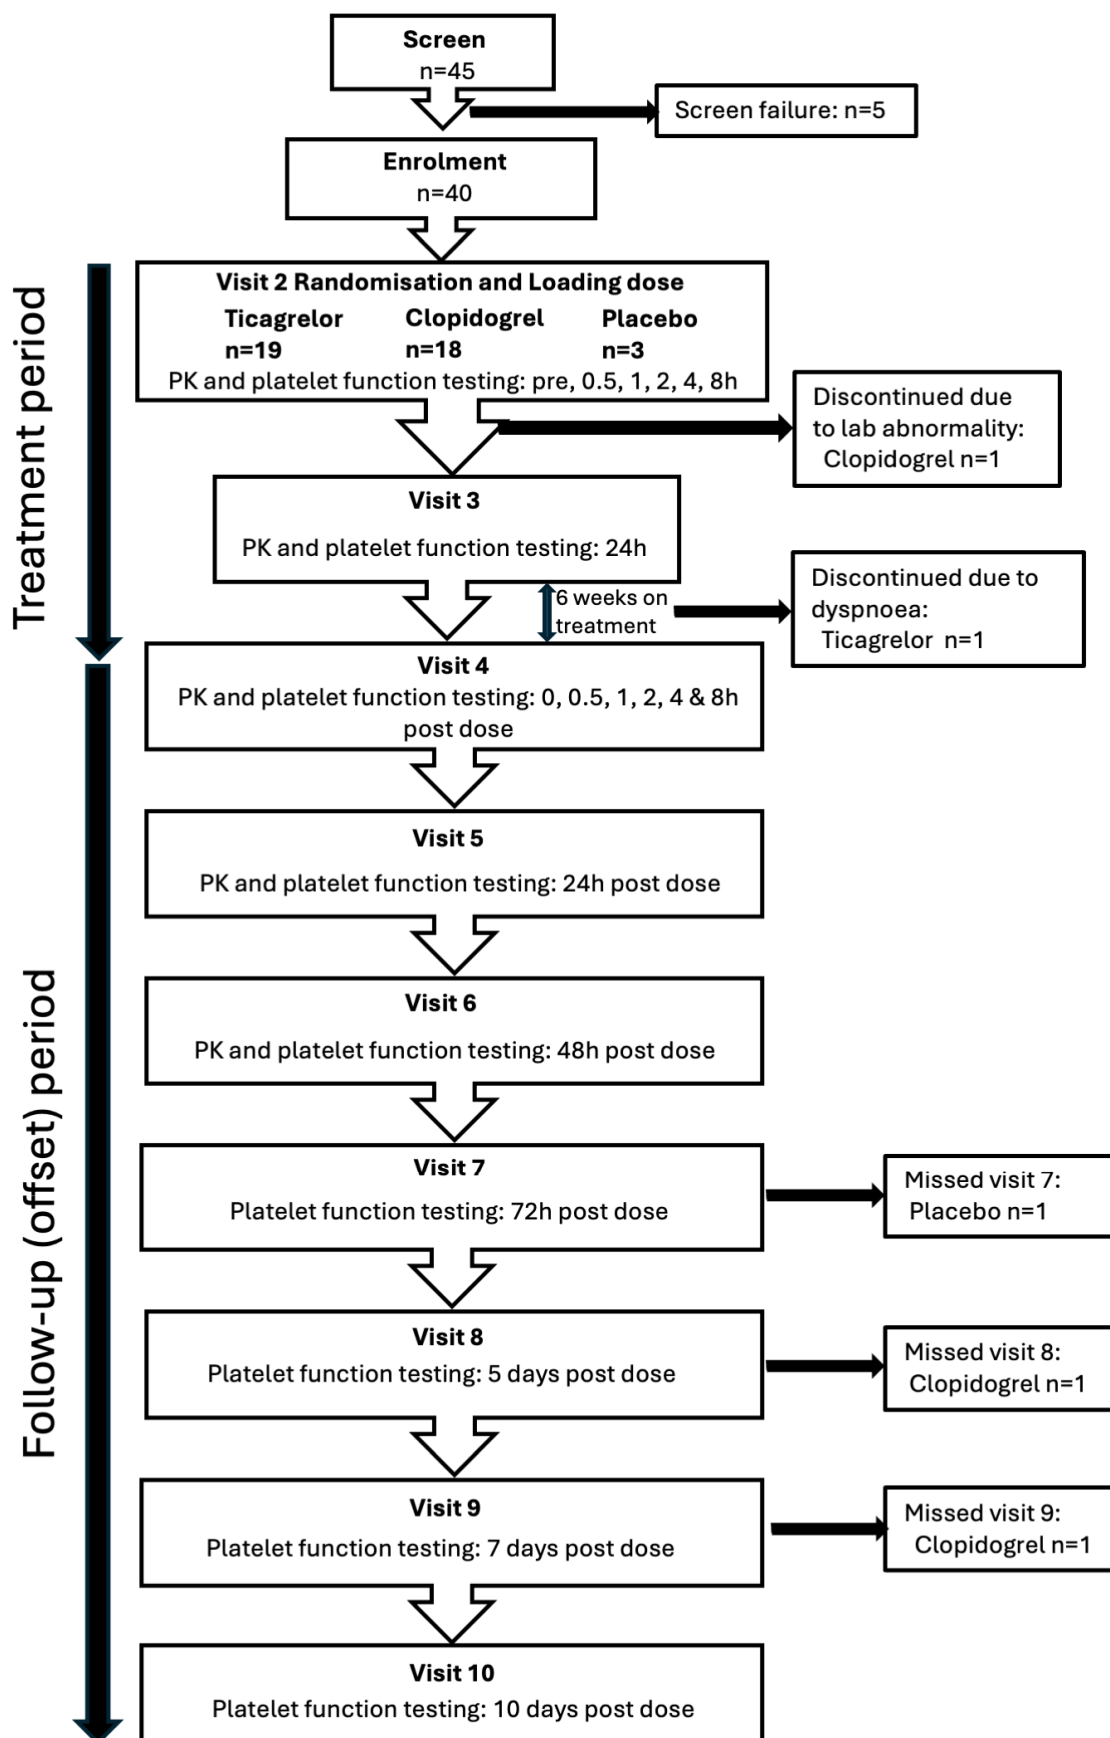 Screen
n=45
Screen failure: n=5
Enrolment
n=40
Treatment period
Visit 2 Randomisation and Loading dose
Ticagrelor Clopidogrel Placebo
n=19 n=18 n=3
PK and platelet function testing: pre, 0.5, 1, 2, 4, 8h
Discontinued due
to lab abnormality:
Clopidogrel n=1
Visit 3
PK and platelet function testing: 24h
6 weeks on
treatment
Discontinued due to
dyspnoea:
Ticagrelor n=1
Follow-up (offset) period
Visit 4
PK and platelet function testing: 0, 0.5, 1, 2, 4 & 8h
post dose
Visit 5
PK and platelet function testing: 24h post dose
Visit 6
PK and platelet function testing: 48h post dose
Visit 7
Platelet function testing: 72h post dose
Missed visit 7:
Placebo n=1
Visit 8
Platelet function testing: 5 days post dose
Missed visit 8:
Clopidogrel n=1
Visit 9
Platelet function testing: 7 days post dose
Missed visit 9:
Clopidogrel n=1
Visit 10
Platelet function testing: 10 days post dose